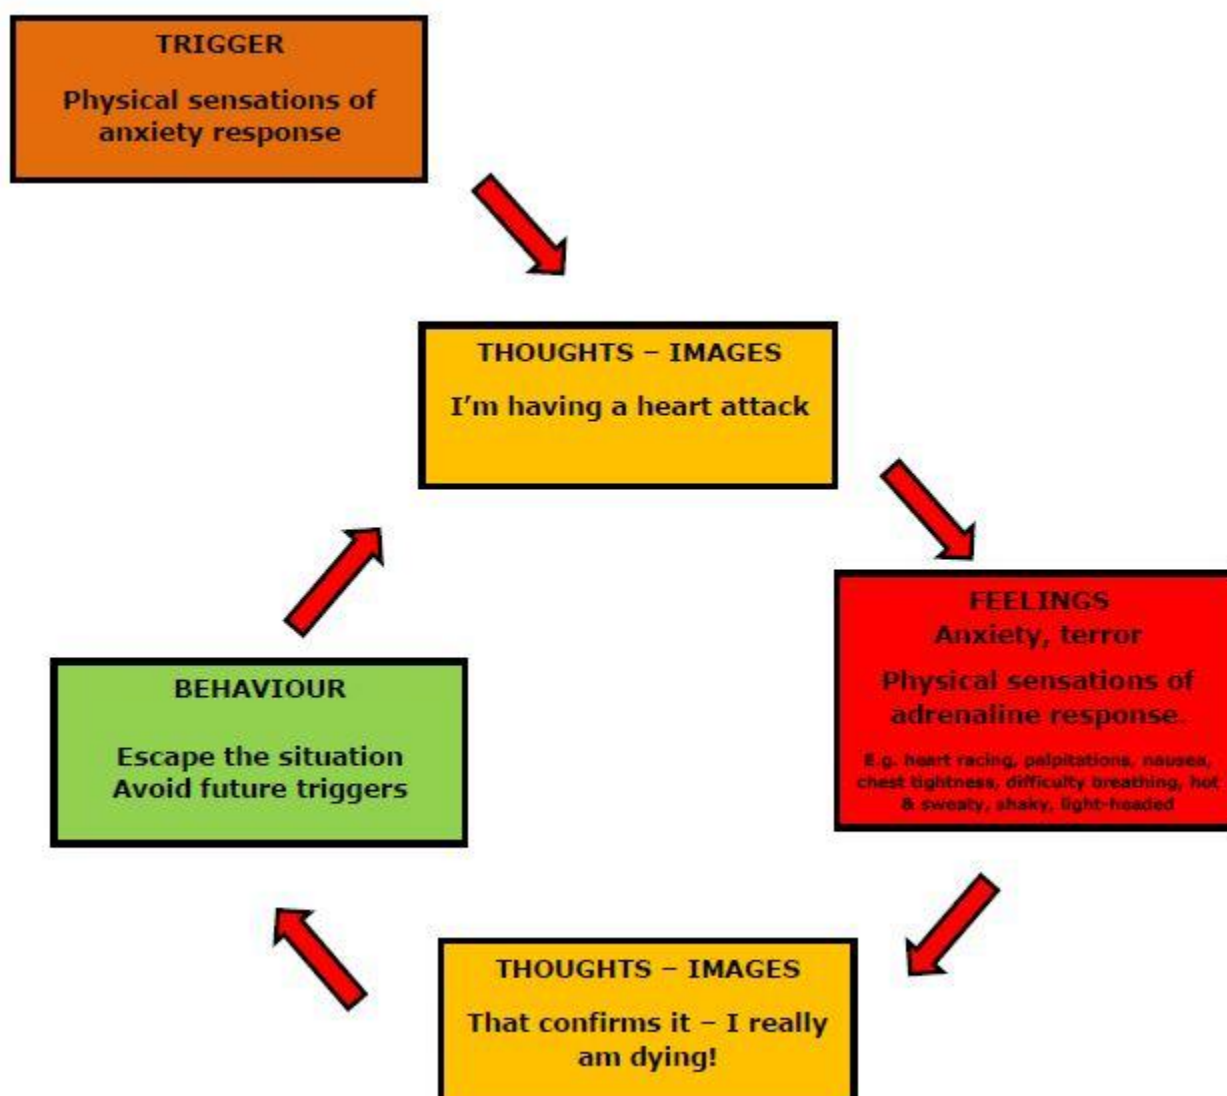 TRIGGER
Physical sensations of
anxiety response
THOUGHTS – IMAGES
I’m having a heart attack
FEELINGS
Anxiety, terror
Physical sensations of
adrenaline response.
E.g. heart racing, palpitations, nausea,
chest tightness, difficulty breathing, hot
& sweaty, shaky, light-headed
THOUGHTS – IMAGES
That confirms it – I really
am dying!
BEHAVIOUR
Escape the situation
Avoid future triggers